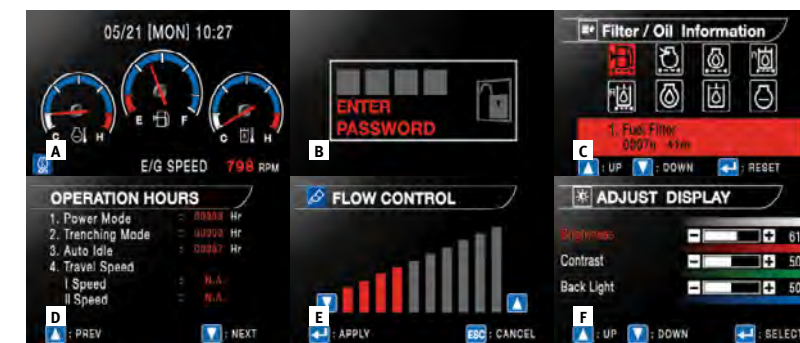 05/21 [MON] 10:27
E F
C H
C H
A
E/G SPEED 798 RPM
ENTER
PASSWORD
B
Filter / Oil Information
1. Fuel Filter
C
: UP : DOWN : RESET
OPERATION HOURS
1. Power Mode : Hr
2. Trenching Mode : Hr
3. Auto Idle : Hr
4. Travel Speed
I Speed : N.A.
II Speed : N.A.
D
: PREV : NEXT
FLOW CONTROL
E
: APPLY ESC : CANCEL
ADJUST DISPLAY
Brightness - + 61
Contrast - + 50
Back Light - + 50
F
: UP : DOWN : SELECT